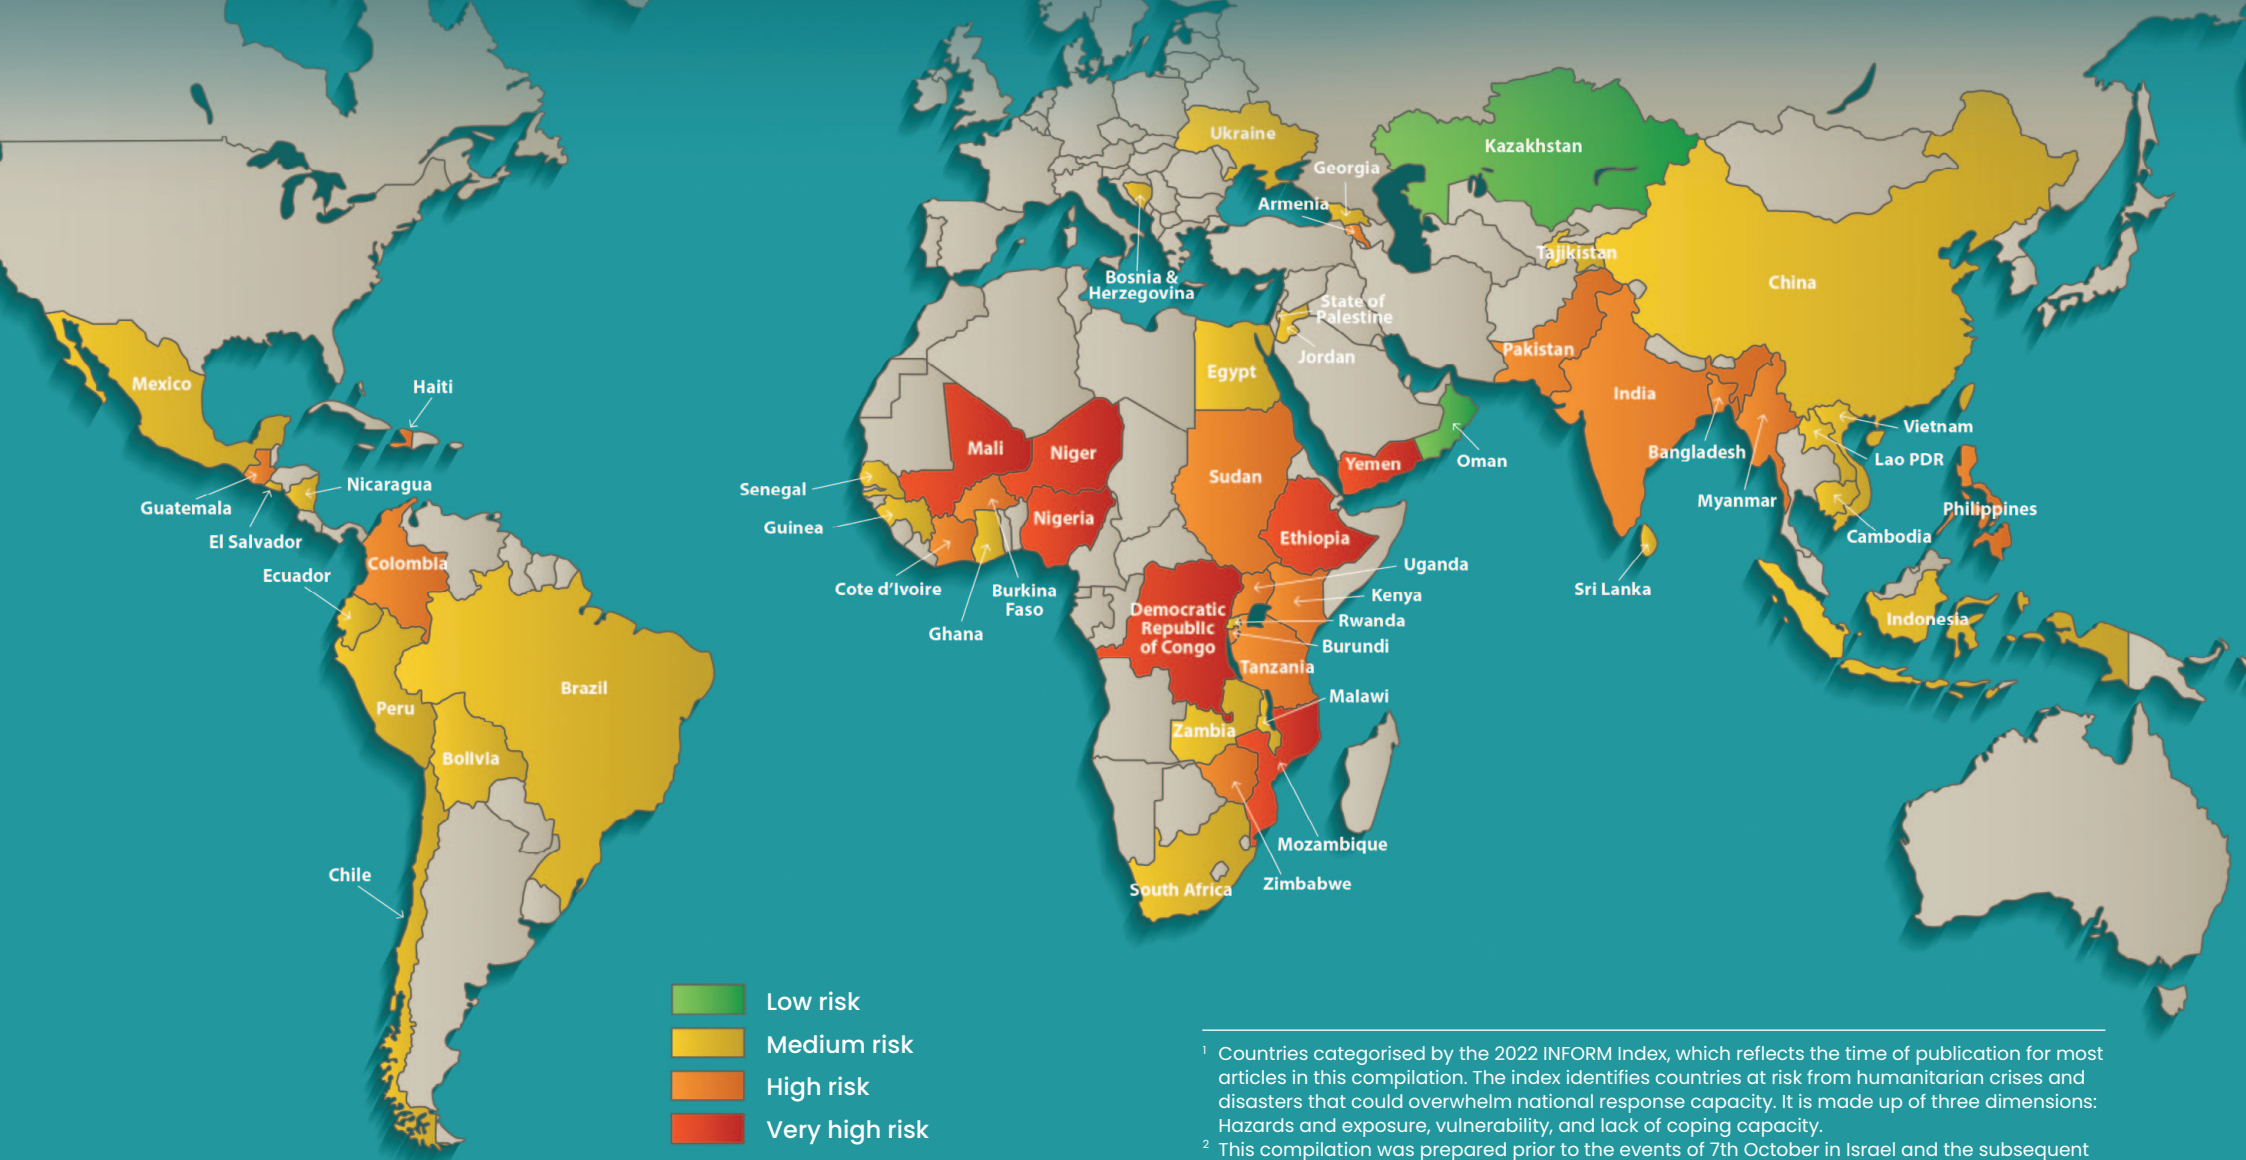 Ukraine
Kazakhstan
Georgia
Armenia
Tajikistan
Bosnia &
Herzegovina
China
State of
Palestine
Jordan
Pakistan
Egypt
Mexico
Haiti
India
Vietnam
Mali
Niger
Bangladesh
Lao PDR
Yemen
Oman
Sudan
Nicaragua
Senegal
Guatemala
Myanmar
Philippines
Nigeria
Guinea
Ethiopia
Cambodia
El Salvador
Colombia
Uganda
Ecuador
Cote d'Ivoire
Burkina
Faso
Sri Lanka
Kenya
Democratic
Republic
of Congo
Rwanda
Indonesia
Ghana
Burundi
Tanzania
Brazil
Malawi
Peru
Zambia
Bolivia
Mozambique
Chile
Zimbabwe
South Africa
Low risk
Medium risk
High risk
Very high risk
1 Countries categorised by the 2022 INFORM Index, which reflects the time of publication for most
articles in this compilation. The index identifies countries at risk from humanitarian crises and
disasters that could overwhelm national response capacity. It is made up of three dimensions:
Hazards and exposure, vulnerability, and lack of coping capacity.
2 This compilation was prepared prior to the events of 7th October in Israel and the subsequent